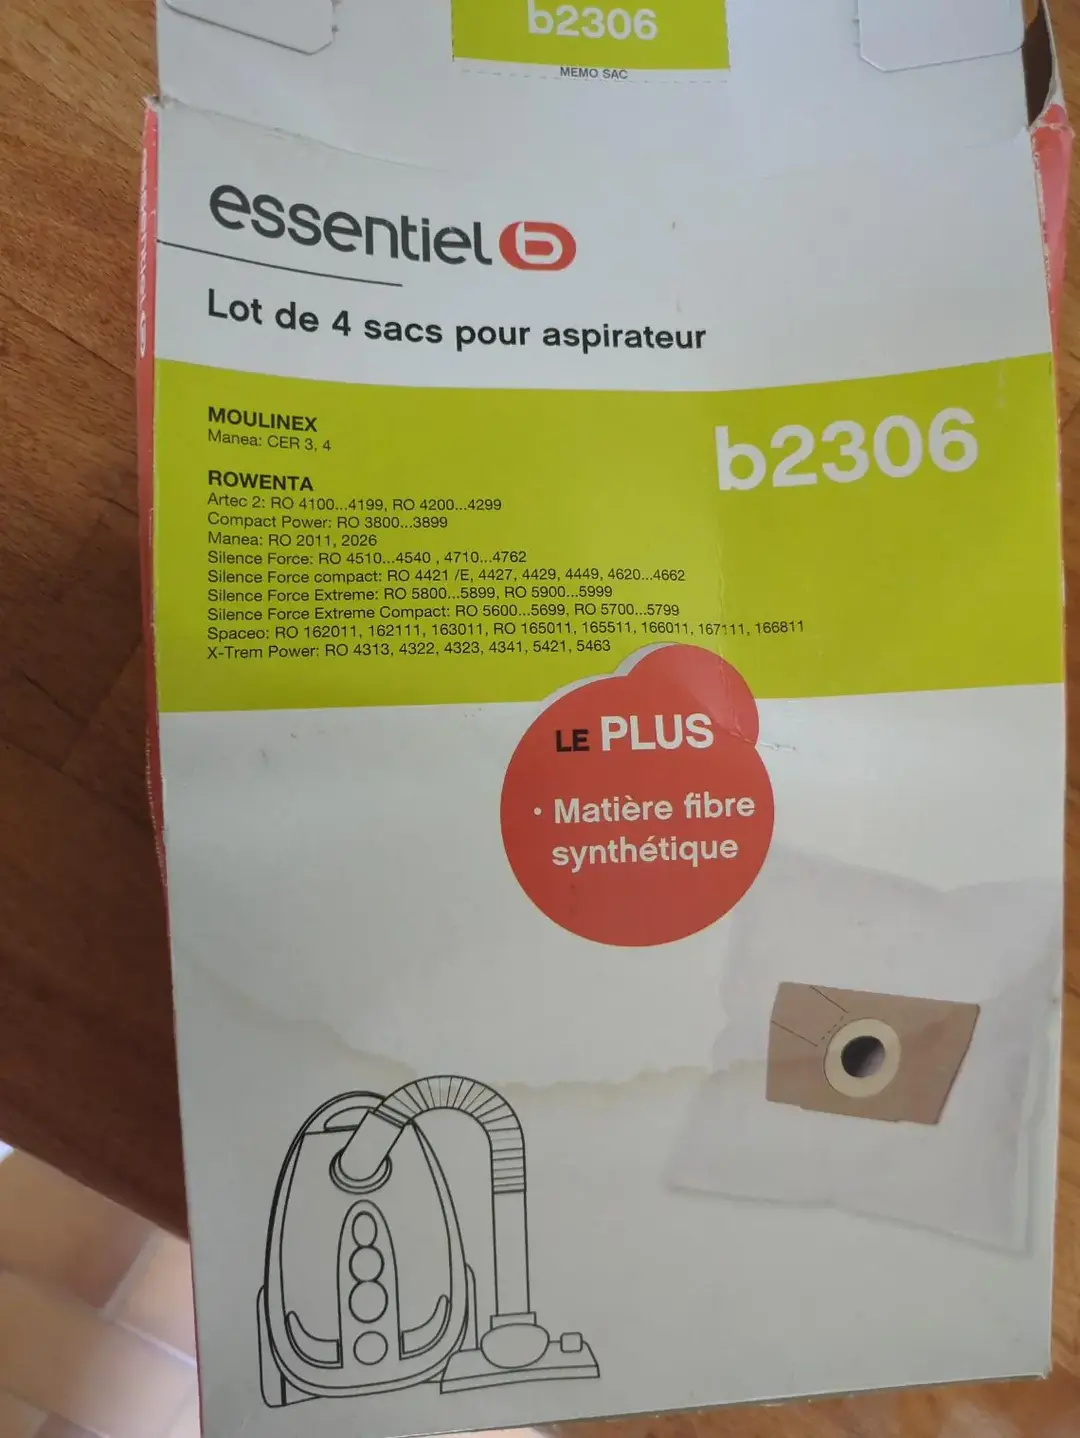 b2306
MEMO SAC
essentiel b
Lot de 4 sacs pour aspirateur
MOULINEX
Manea: CER 3, 4
b2306
ROWENTA
Artec 2: RO 4100...4199, RO 4200...4299
Compact Power: RO 3800...3899
Manea: RO 2011, 2026
Silence Force: RO 4510...4540 , 4710...4762
Silence Force compact: RO 4421 /E, 4427, 4429, 4449, 4620...4662
Silence Force Extreme: RO 5800...5899, RO 5900...5999
Silence Force Extreme Compact: RO 5600...5699, RO 5700...5799
Spaceo: RO 162011, 162111, 163011, RO 165011, 165511, 166011, 167111, 166811
X-Trem Power: RO 4313, 4322, 4323, 4341, 5421, 5463
LE PLUS
• Matière fibre
synthétique